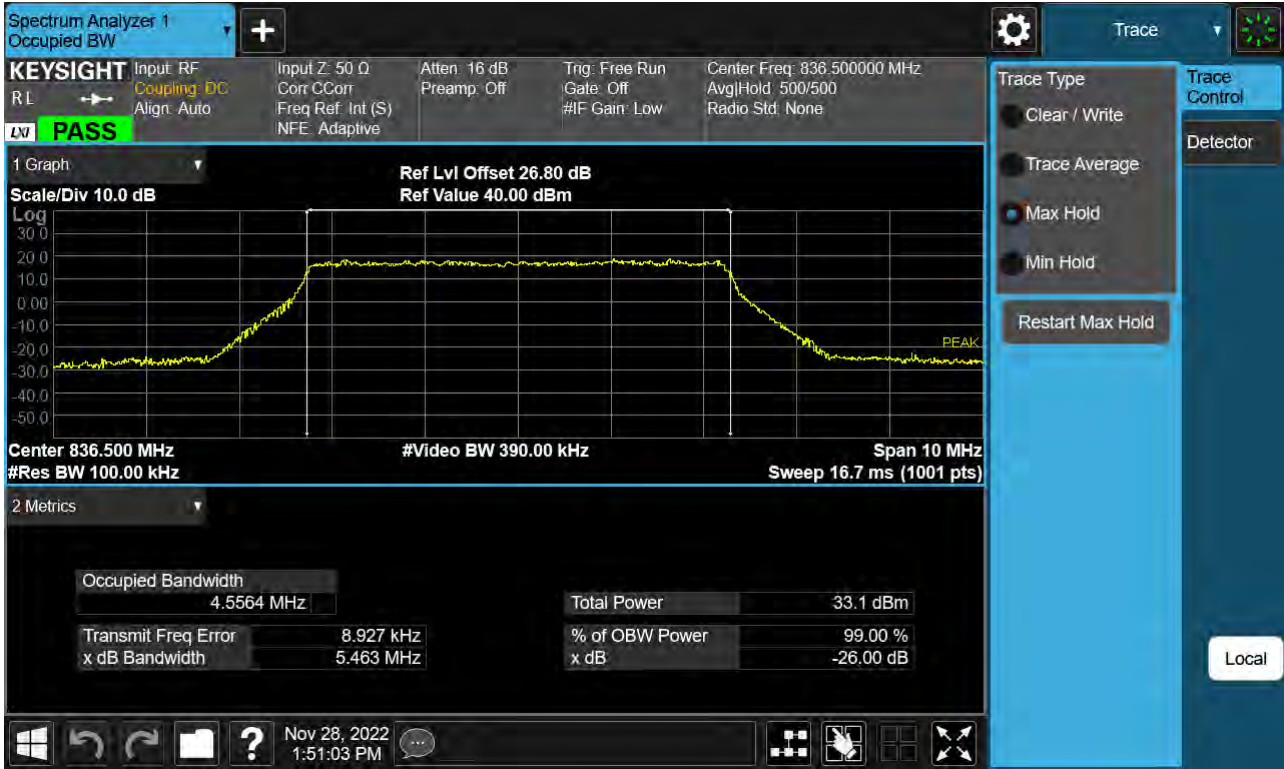 Spectrum Analyzer 1
Occupied BW
Trace
KEYSIGHT
RL
LXI
PASS
Input: RF
Coupling: DC
Align: Auto
Input Z: 50 Ω
Corr CCorr
Freq Ref: Int (S)
NFE: Adaptive
Atten: 16 dB
Preamp: Off
Trig: Free Run
Gate: Off
#IF Gain: Low
Center Freq: 836.500000 MHz
Avg|Hold: 500/500
Radio Std: None
1 Graph
Scale/Div 10.0 dB
Ref Lvl Offset 26.80 dB
Ref Value 40.00 dBm
Log
30.0
20.0
10.0
0.00
-10.0
-20.0
-30.0
-40.0
-50.0
PEAK
Center 836.500 MHz
#Video BW 390.00 kHz
Span 10 MHz
#Res BW 100.00 kHz
Sweep 16.7 ms (1001 pts)
2 Metrics
Occupied Bandwidth
4.5564 MHz
Total Power 33.1 dBm
Transmit Freq Error 8.927 kHz
% of OBW Power 99.00 %
x dB Bandwidth 5.463 MHz
x dB -26.00 dB
Trace Type
Clear / Write
Trace Average
Max Hold
Min Hold
Restart Max Hold
Trace
Control
Detector
Local
?
Nov 28, 2022
1:51:03 PM